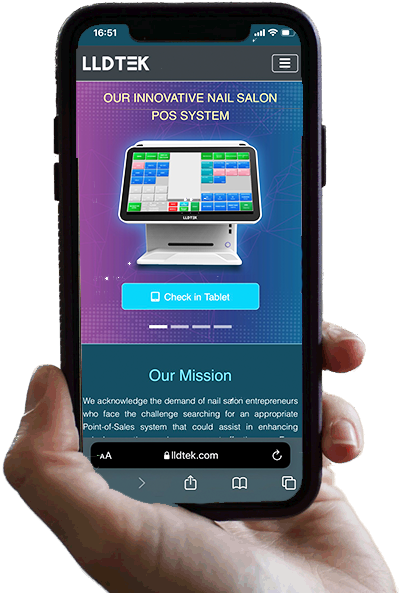 16:51
LLDTEK
OUR INNOVATIVE NAIL SALON
POS SYSTEM
LLDTEK
Check in Tablet
Our Mission
We acknowledge the demand of nail salon entrepreneurs
who face the challenge searching for an appropriate
Point-of-Sales system that could assist in enhancing
AA
lldtek.com